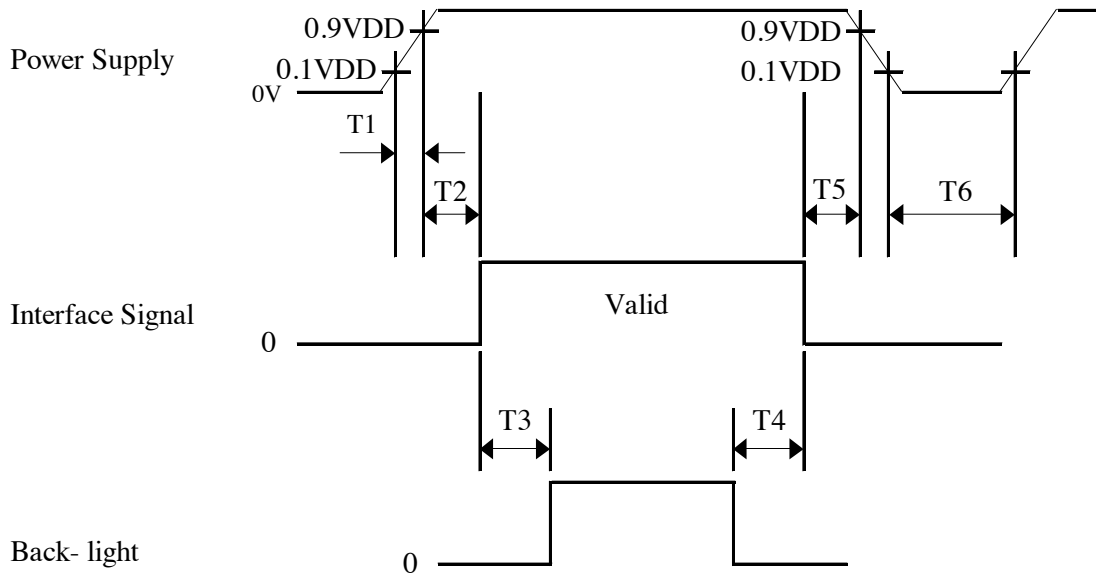 0.9VDD 0.9VDD
Power Supply
0.1VDD 0.1VDD
0V
T1
T2 T5 T6
Interface Signal Valid
0
T3 T4
Back- light 0